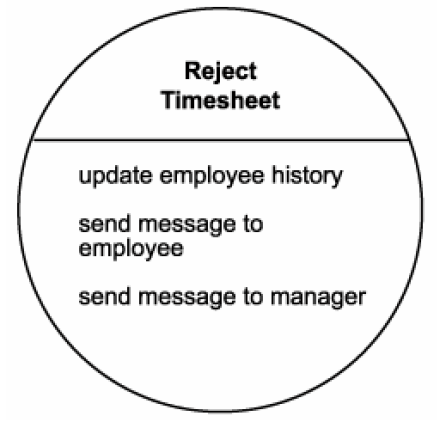 Reject
Timesheet
update employee history
send message to
employee
send message to manager